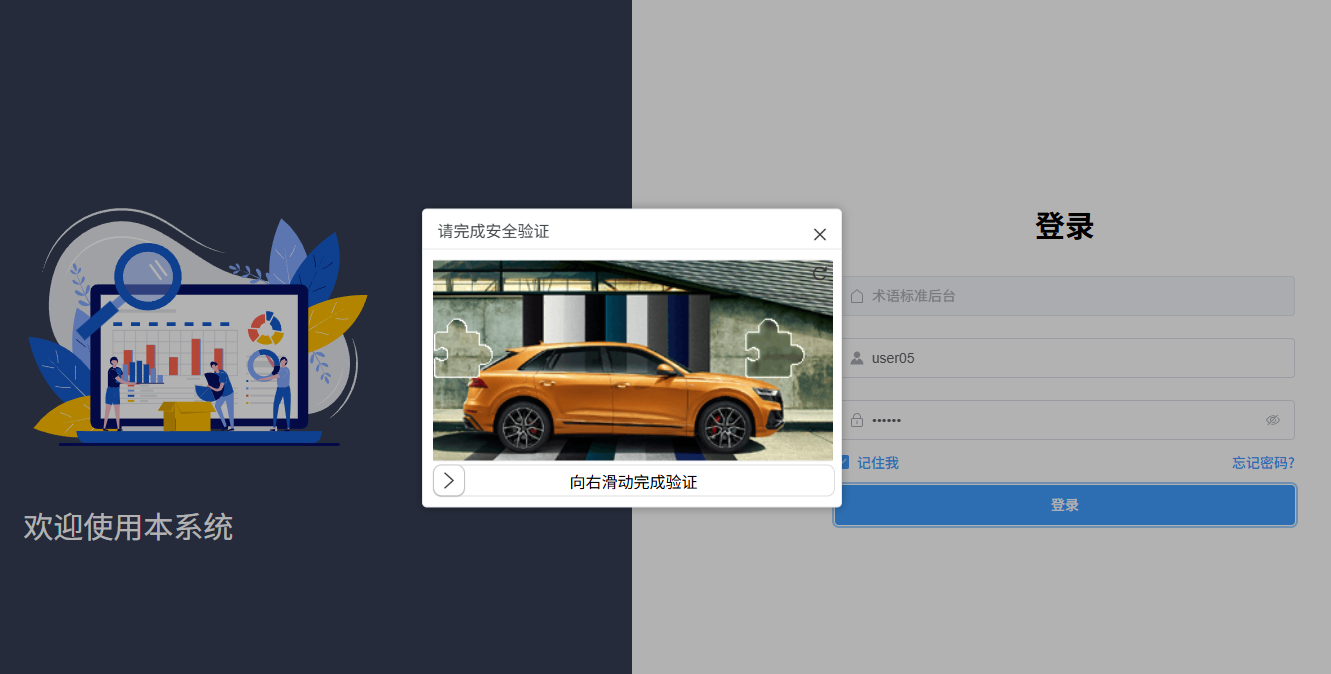 欢迎使用本系统
请完成安全验证
向右滑动完成验证
登录
术语标准后台
user05
••••••
记住我
忘记密码?
登录